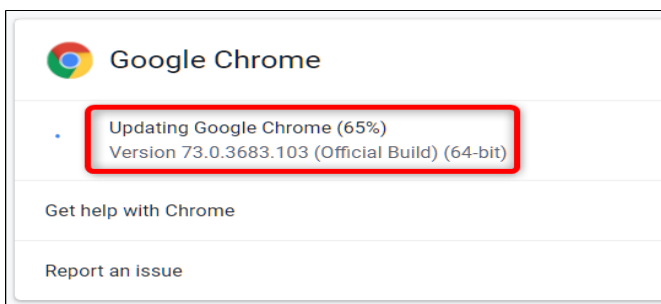 Google Chrome
Updating Google Chrome (65%)
Version 73.0.3683.103 (Official Build) (64-bit)
Get help with Chrome
Report an issue